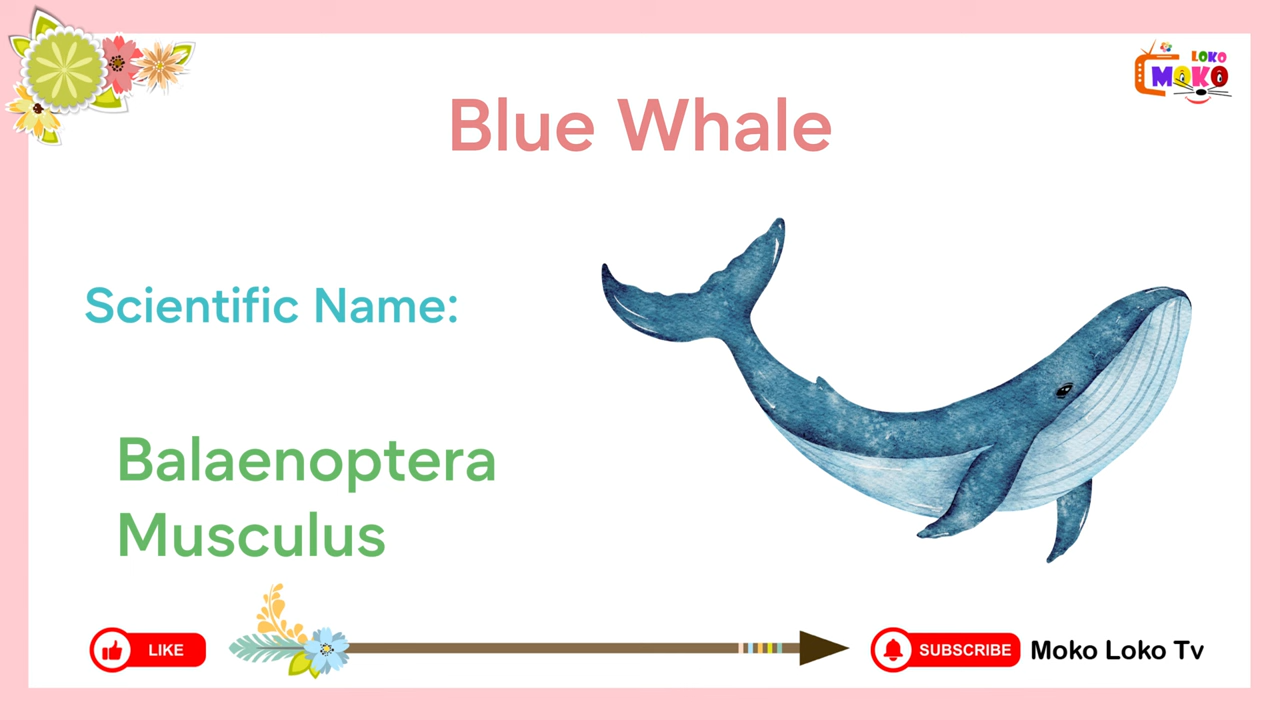 LOKO
MOKO
Blue Whale
Scientific Name:
Balaenoptera
Musculus
LIKE
SUBSCRIBE
Moko Loko Tv